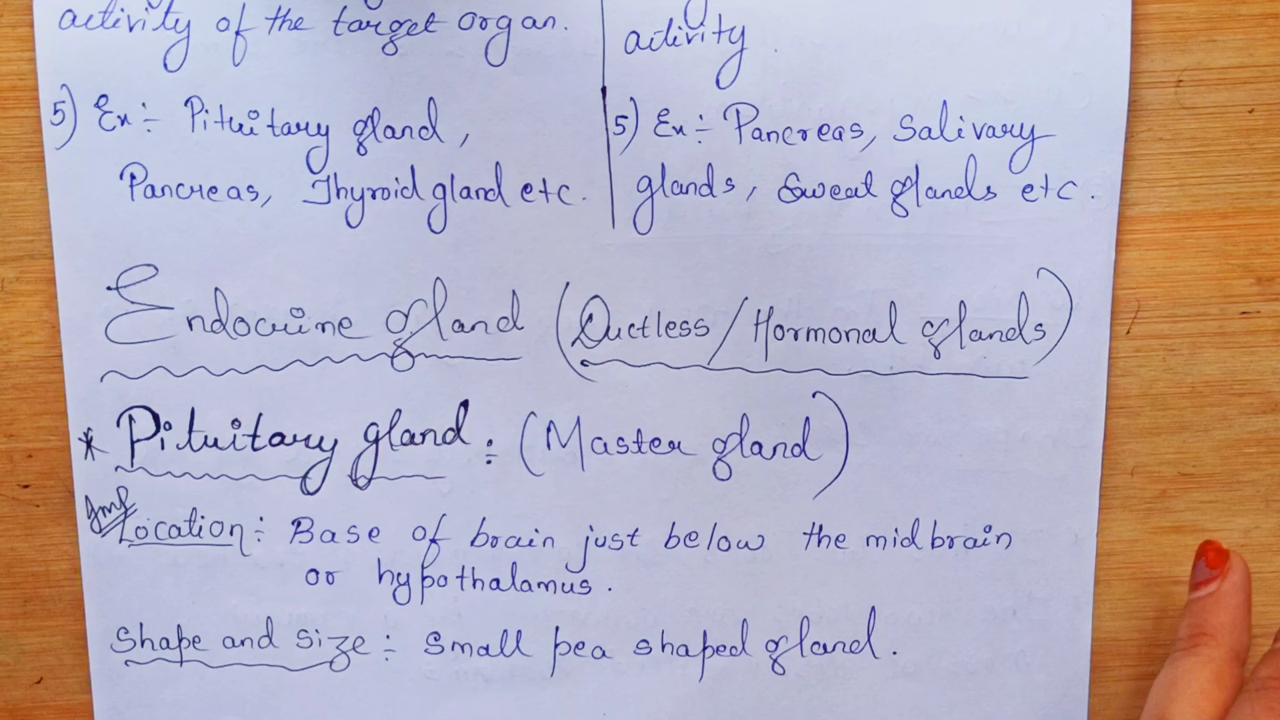 activity of the target organ.
5) Ex:- Pituitary gland,
Pancreas, Thyroid gland etc.
activity.
5) Ex:- Pancreas, Salivary
glands, Sweat glands etc.
Endocrine gland (Ductless/Hormonal glands)
* Pituitary gland: (Master gland)
Imp
Location:- Base of brain just below the midbrain
or hypothalamus.
Shape and Size:- Small pea shaped gland.